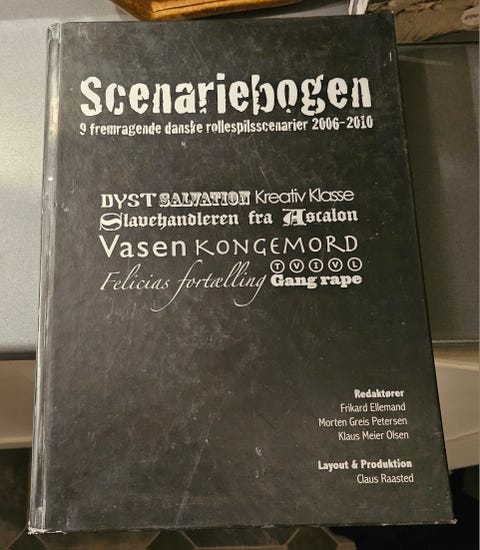 Scenariebogen
9 fremragende danske rollespilsscenarier 2006-2010
DYST SALVATION Kreativ Klasse
Slavehandleren fra Ascalon
Vasen KONGEMORD
Felicias fortælling TVIVL Gang rape
Redaktører
Frikard Ellemand
Morten Greis Petersen
Klaus Meier Olsen
Layout & Produktion
Claus Raasted